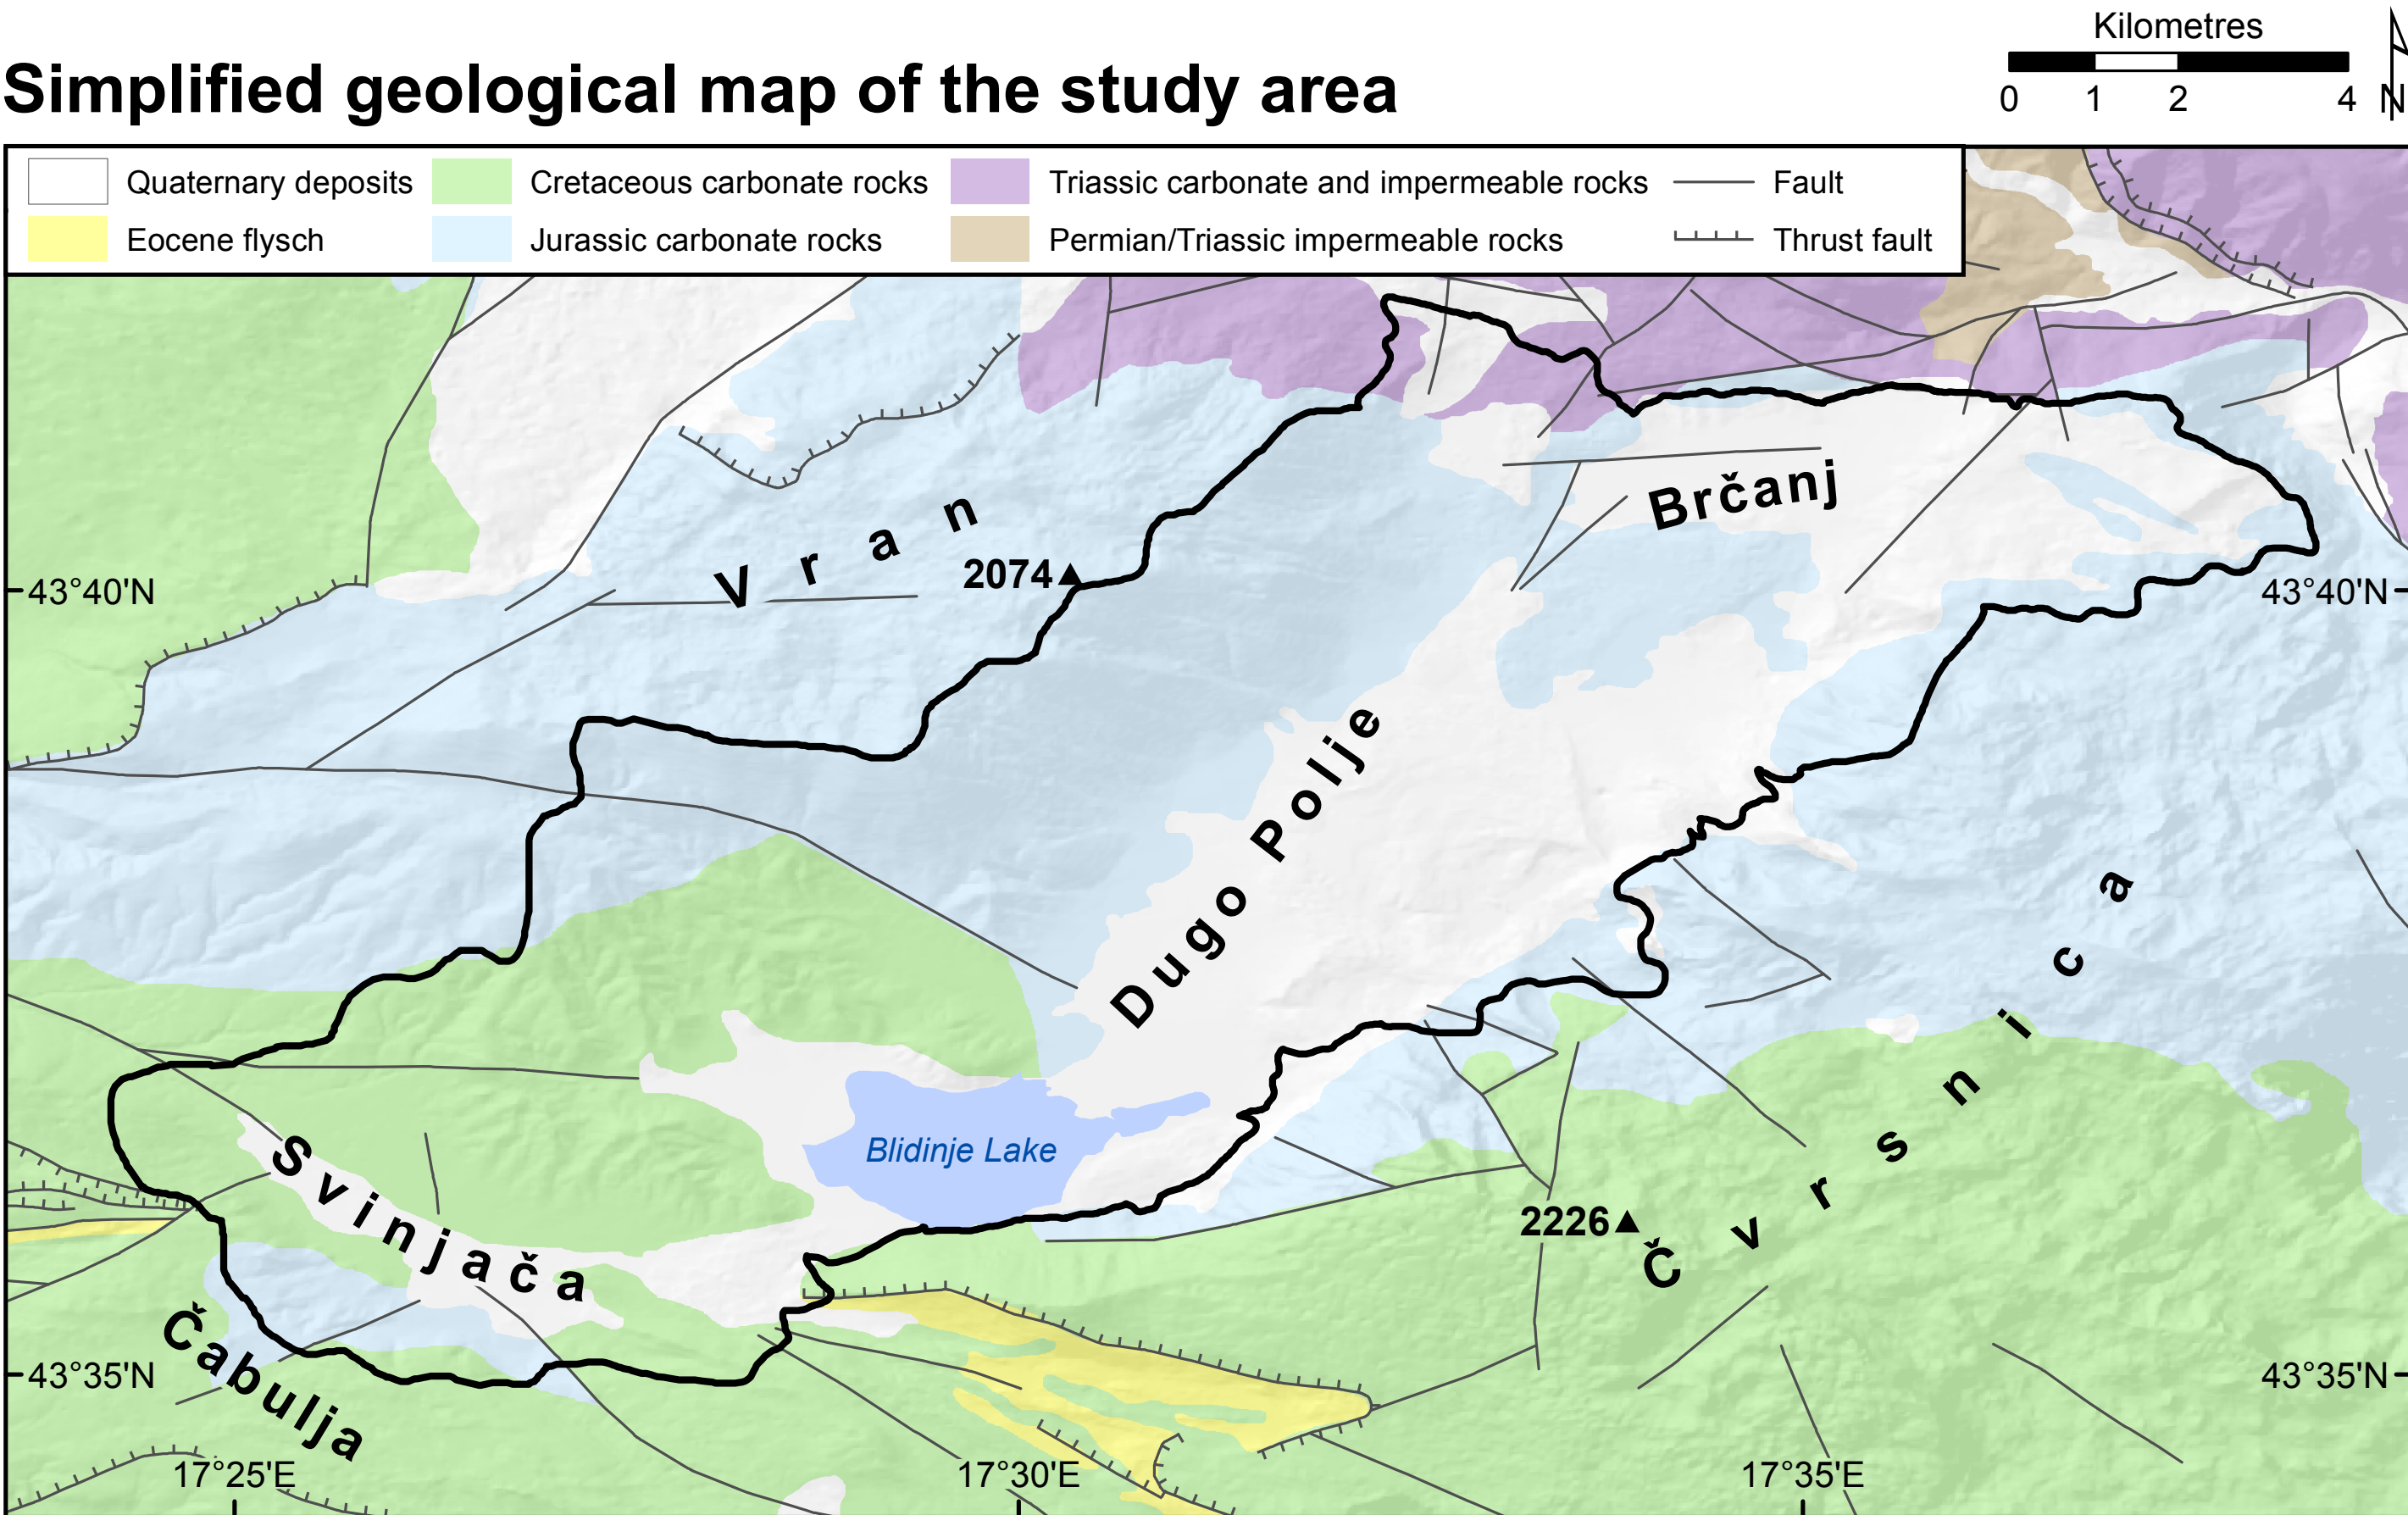 Kilometres
0 1 2 4 N
Simplified geological map of the study area
Quaternary deposits
Cretaceous carbonate rocks
Triassic carbonate and impermeable rocks
Fault
Eocene flysch
Jurassic carbonate rocks
Permian/Triassic impermeable rocks
Thrust fault
Vran
2074
Brčanj
43°40'N
43°40'N
Dugo Polje
Blidinje Lake
Svinjača
2226
Čvrsnica
Čabulja
43°35'N
43°35'N
17°25'E
17°30'E
17°35'E